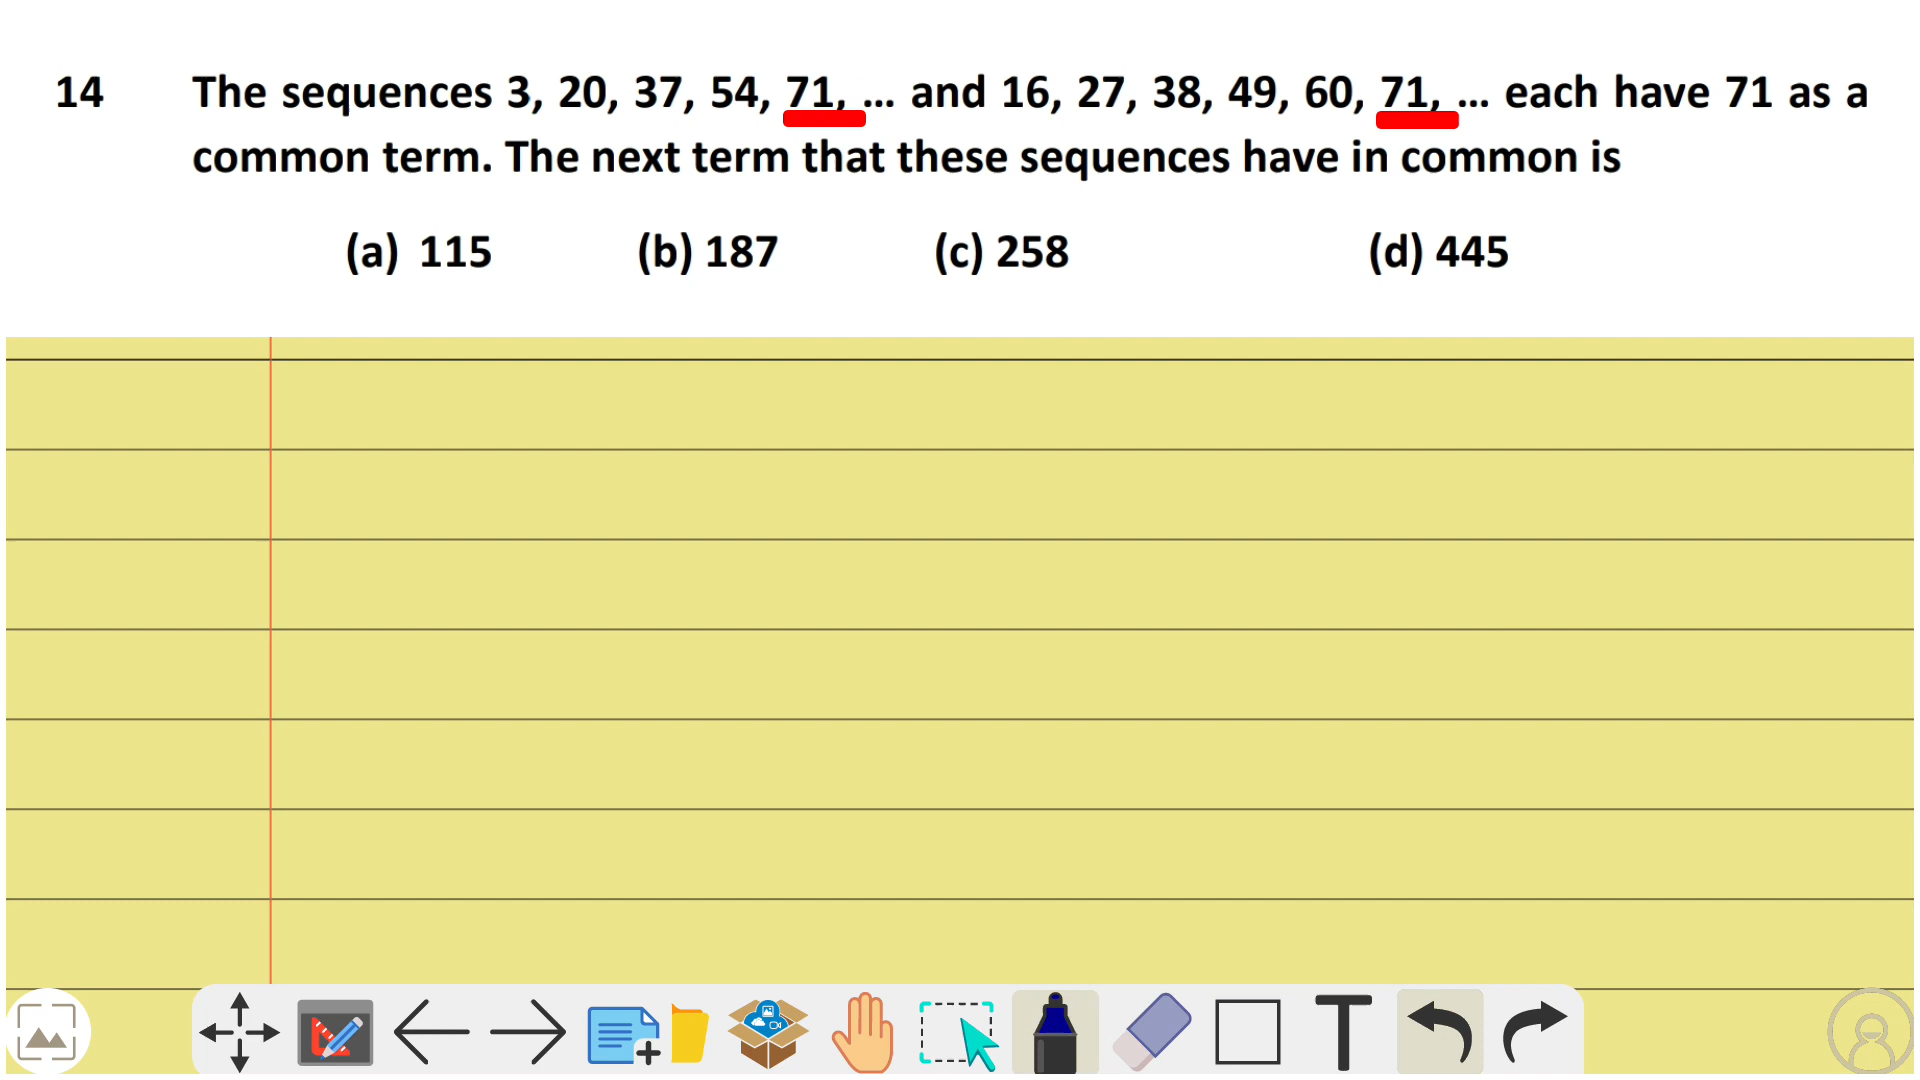 14 The sequences 3, 20, 37, 54, 71, ... and 16, 27, 38, 49, 60, 71, ... each have 71 as a
common term. The next term that these sequences have in common is
(a) 115 (b) 187 (c) 258 (d) 445